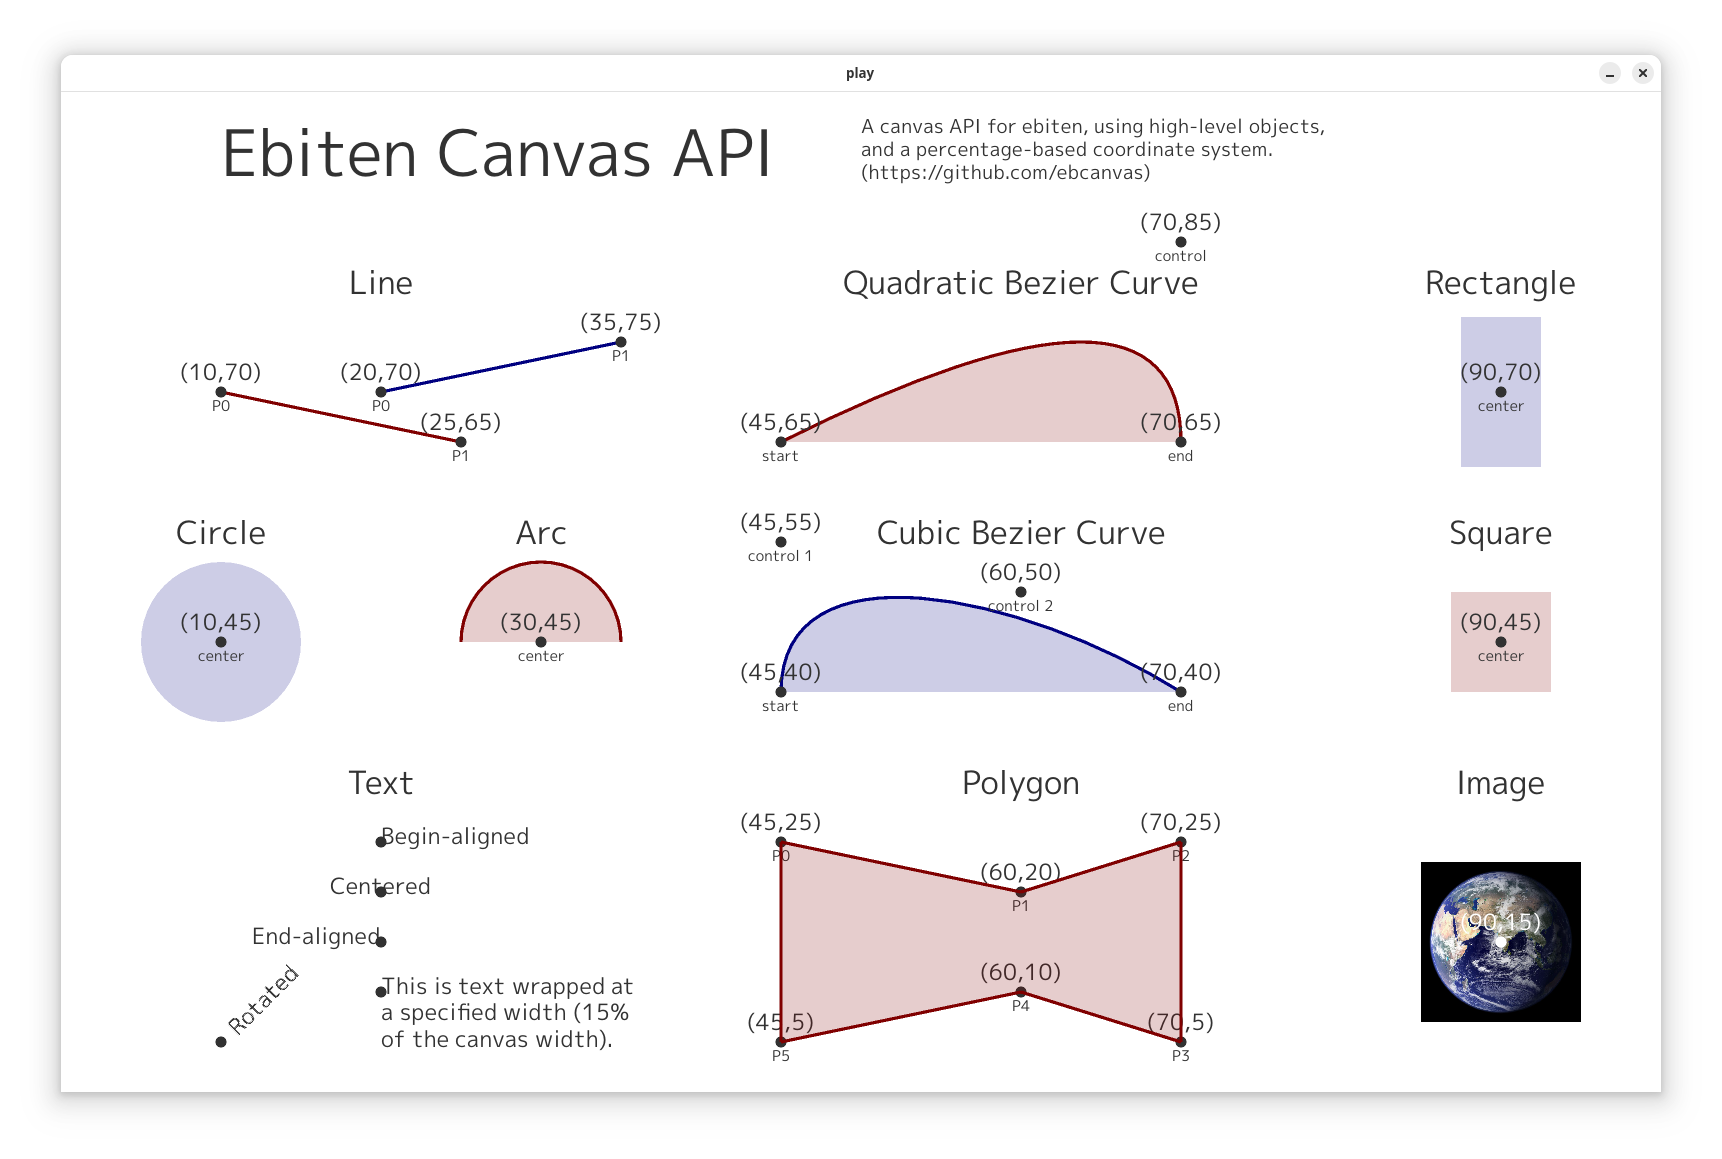 play
Ebiten Canvas API
A canvas API for ebiten, using high-level objects,
and a percentage-based coordinate system.
(https://github.com/ebcanvas)
Line
(10,70)
P0
(25,65)
P1
(20,70)
P0
(35,75)
P1
Quadratic Bezier Curve
(70,85)
control
(45,65)
start
(70,65)
end
Rectangle
(90,70)
center
Circle
(10,45)
center
Arc
(30,45)
center
Cubic Bezier Curve
(45,55)
control 1
(60,50)
control 2
(45,40)
start
(70,40)
end
Square
(90,45)
center
Text
Begin-aligned
Centered
End-aligned
Rotated
This is text wrapped at
a specified width (15%
of the canvas width).
Polygon
(45,25)
P0
(60,20)
P1
(70,25)
P2
(60,10)
P4
(45,5)
P5
(70,5)
P3
Image
(90,15)